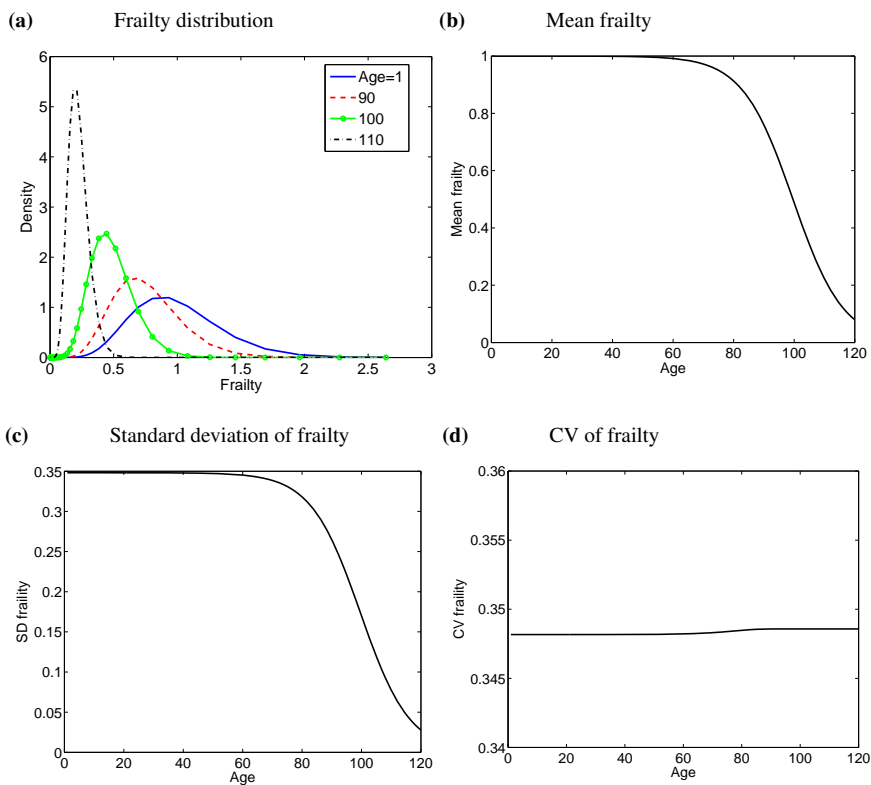 (a) Frailty distribution
6
5
4
3
2
1
0
0 0.5 1 1.5 2 2.5 3
Density
Frailty
Age=1
90
100
110
(b) Mean frailty
1
0.8
0.6
0.4
0.2
0
0 20 40 60 80 100 120
Mean frailty
Age
(c) Standard deviation of frailty
0.35
0.3
0.25
0.2
0.15
0.1
0.05
0
0 20 40 60 80 100 120
SD fraility
Age
(d) CV of frailty
0.36
0.355
0.35
0.345
0.34
0 20 40 60 80 100 120
CV fraility
Age